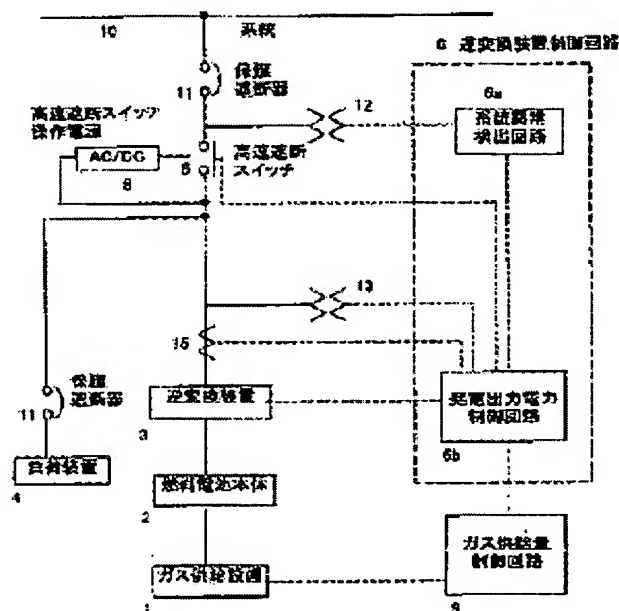 10
系統
6 逆変換装置制御回路
11
保護
遮断器
高速遮断スイッチ
操作電源
12
6a
系統異常
検出回路
AC/DC
8
5
高速遮断
スイッチ
13
15
保護
遮断器
11
逆変換装置
3
発電出力電力
制御回路
6b
負荷装置
4
燃料電池本体
2
ガス供給設備
1
ガス供給量
制御回路
9